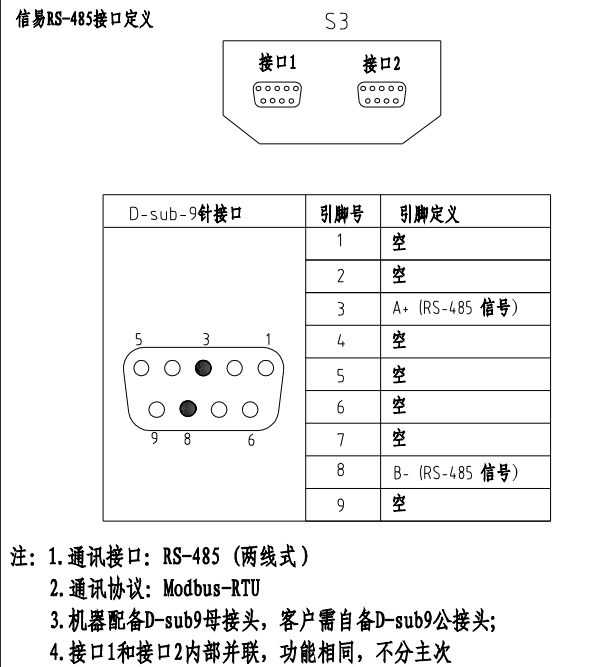 信易RS-485接口定义
S3
接口1 接口2
D-sub-9针接口 引脚号 引脚定义
1 空
2 空
3 A+ (RS-485 信号)
4 空
5 空
6 空
7 空
8 B- (RS-485 信号)
9 空
5 3 1
9 8 6
注: 1.通讯接口: RS-485 (两线式)
2.通讯协议: Modbus-RTU
3.机器配备D-sub9母接头, 客户需自备D-sub9公接头;
4.接口1和接口2内部并联, 功能相同, 不分主次